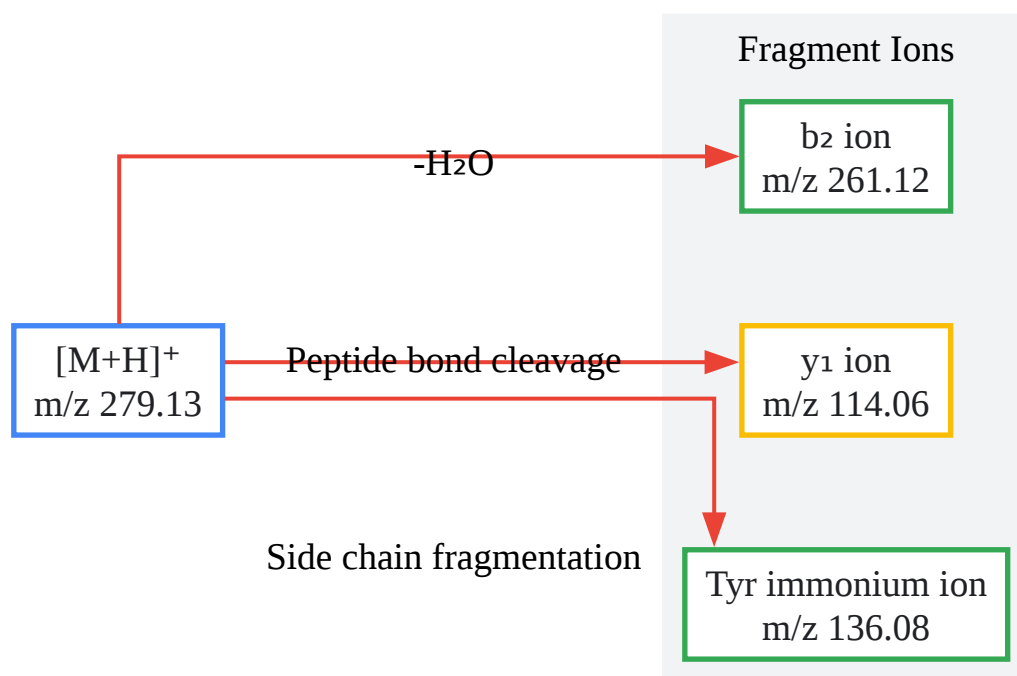 Fragment Ions
b₂ ion
m/z 261.12
-H₂O
[M+H]⁺
m/z 279.13
Peptide bond cleavage
y₁ ion
m/z 114.06
Side chain fragmentation
Tyr immonium ion
m/z 136.08